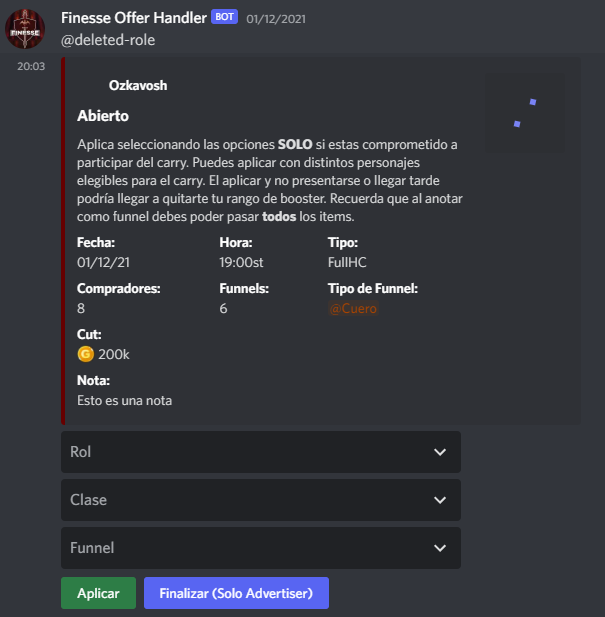 FINESSE
Finesse Offer Handler BOT 01/12/2021
@deleted-role
20:03
Ozkavosh
Abierto
Aplica seleccionando las opciones SOLO si estas comprometido a
participar del carry. Puedes aplicar con distintos personajes
elegibles para el carry. El aplicar y no presentarse o llegar tarde
podría llegar a quitarte tu rango de booster. Recuerda que al anotar
como funnel debes poder pasar todos los items.
Fecha: Hora: Tipo:
01/12/21 19:00st FullHC
Compradores: Funnels: Tipo de Funnel:
8 6 @Cuero
Cut:
G 200k
Nota:
Esto es una nota
Rol
Clase
Funnel
Aplicar Finalizar (Solo Advertiser)